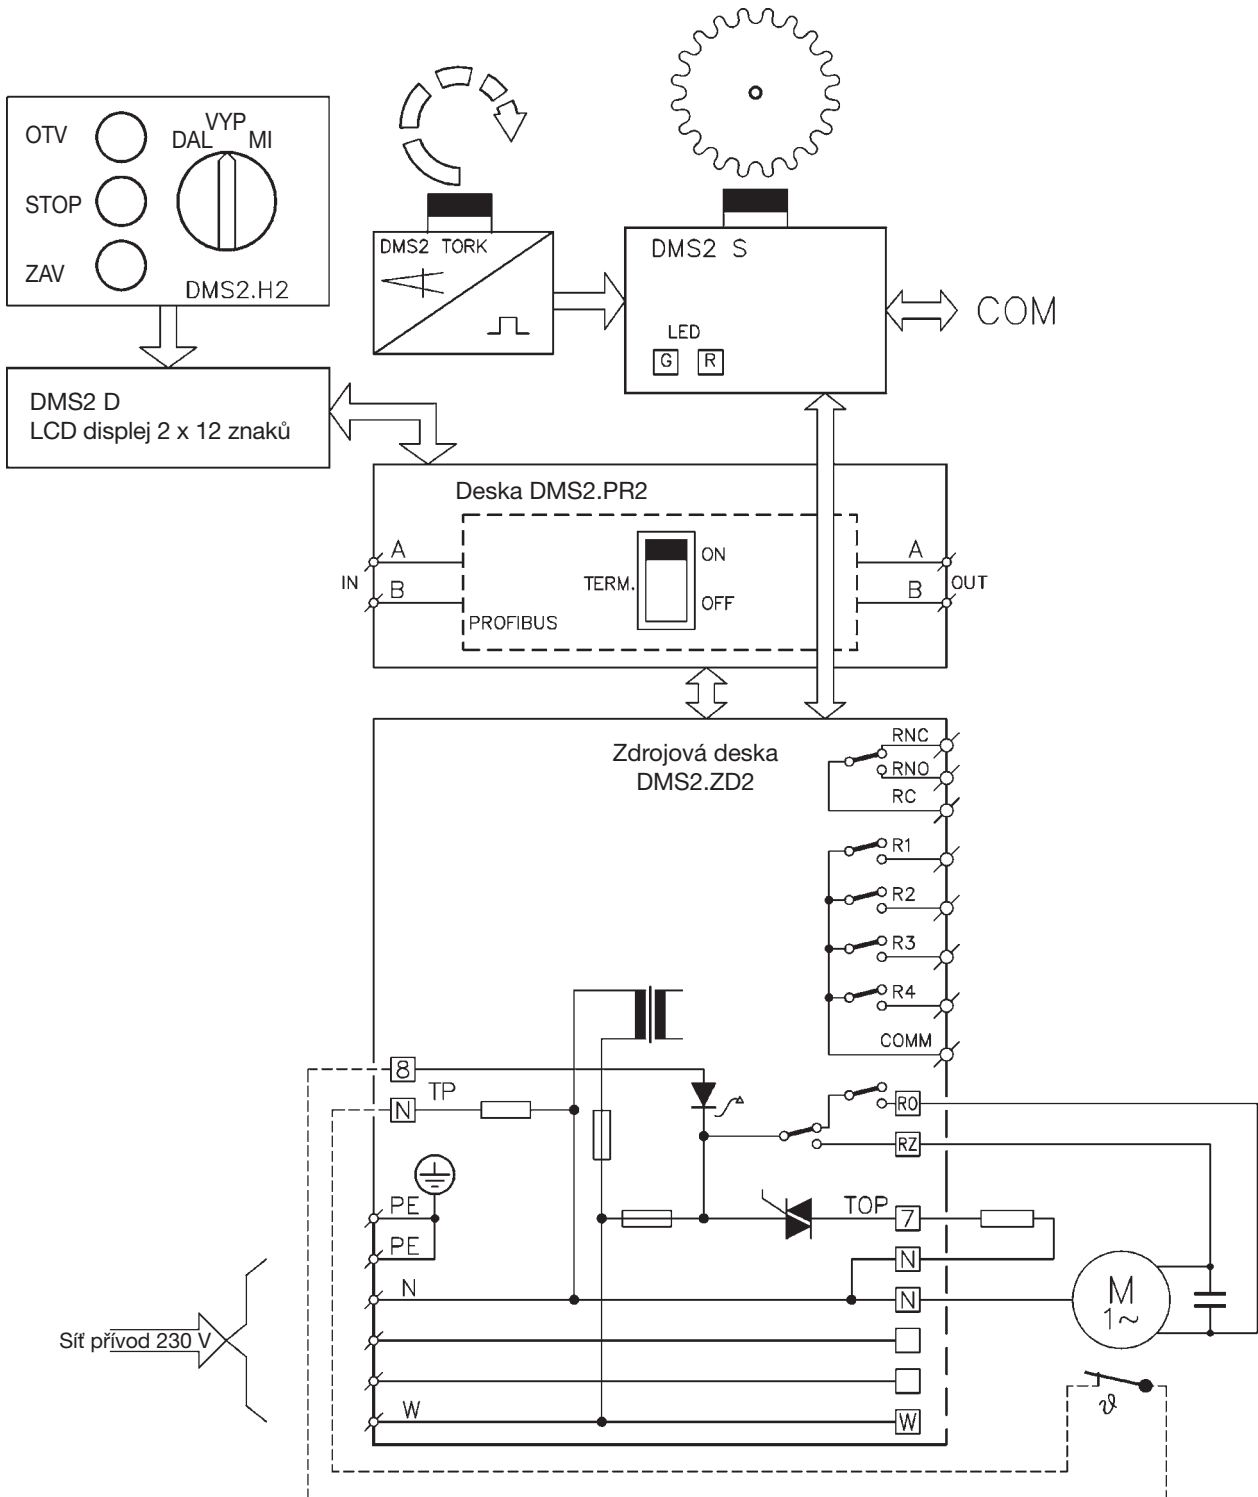 OTV
STOP
ZAV
DAL
VYP
MI
DMS2.H2
DMS2 TORK
DMS2 S
LED
G
R
COM
DMS2 D
LCD displej 2 x 12 znaků
Deska DMS2.PR2
IN
A
B
PROFIBUS
TERM.
ON
OFF
A
B
OUT
Zdrojová deska
DMS2.ZD2
RNC
RNO
RC
R1
R2
R3
R4
COMM
8
TP
N
RO
RZ
PE
PE
TOP
7
N
N
N
Síť přívod 230 V
W
W
M
1~
ϑ